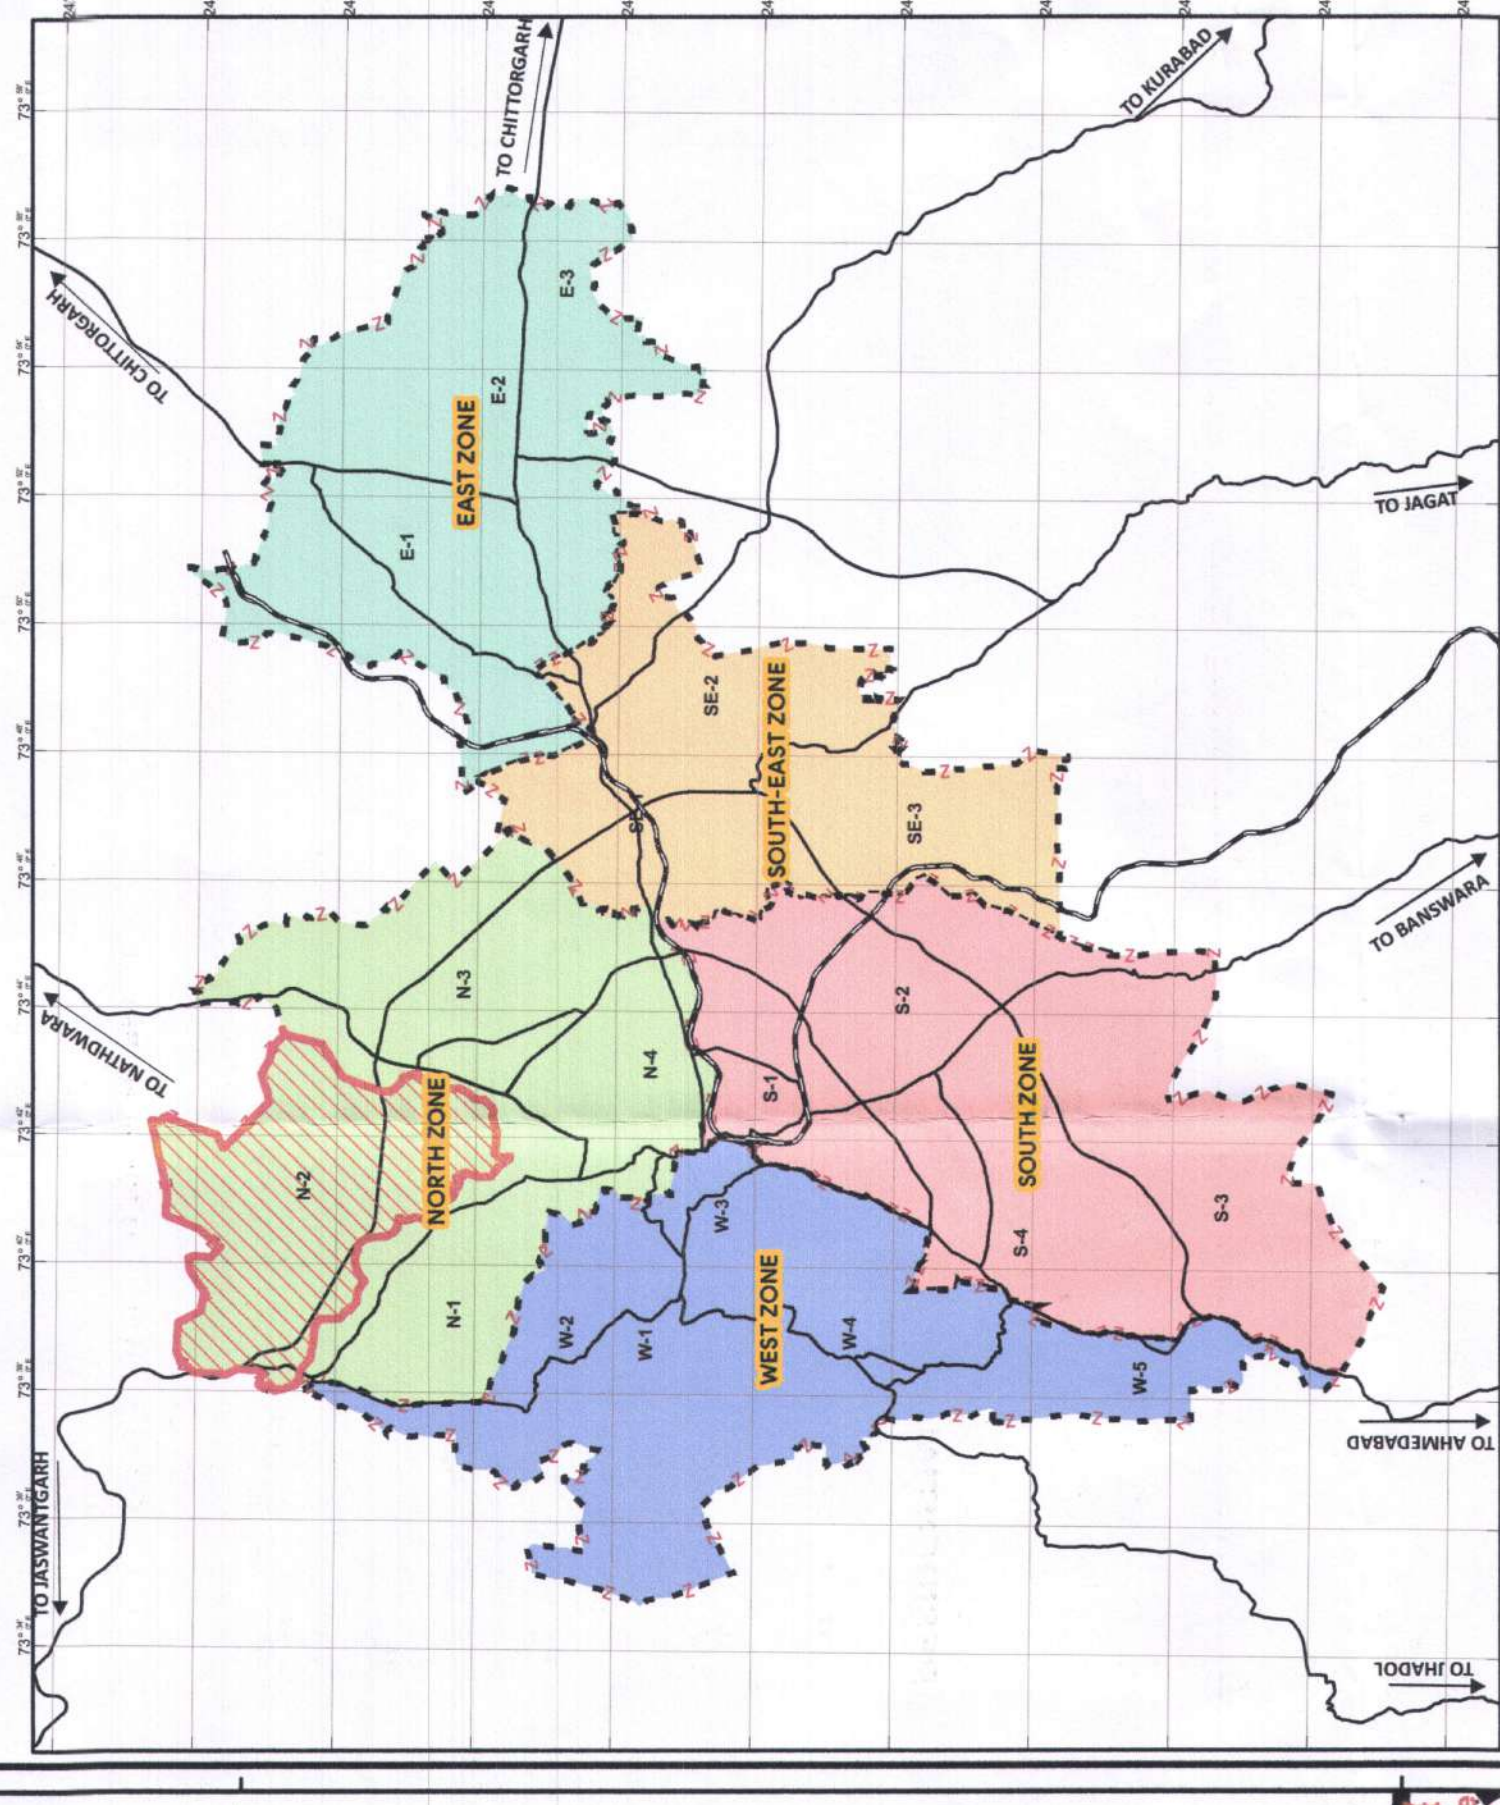 TO CHITTORGARH
TO KURABAD
TO CHITTORGARH
E-3
E-2
EAST ZONE
E-1
TO JAGAT
SE-2
SOUTH-EAST ZONE
SE-3
TO BANSWARA
TO NATHDWARA
N-3
N-4
S-2
S-1
N-2
NORTH ZONE
SOUTH ZONE
S-3
S-4
W-3
N-1
W-2
W-1
WEST ZONE
W-4
W-5
TO AHMEDABAD
TO JASWANTGARH
TO JHADOL